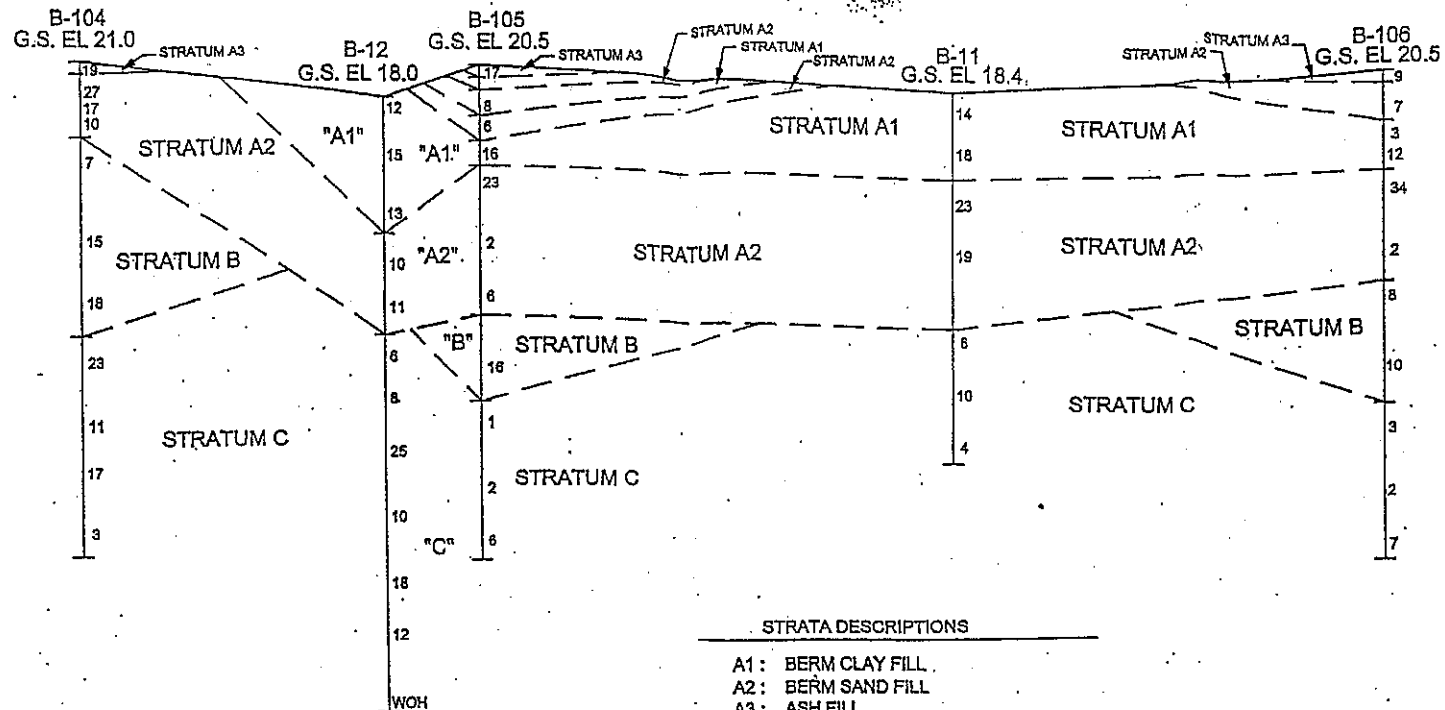 B-104
G.S. EL 21.0
STRATUM A3
B-12
G.S. EL 18.0
B-105
G.S. EL 20.5
STRATUM A3
STRATUM A2
STRATUM A1
STRATUM A2
B-11
G.S. EL 18.4
STRATUM A2
STRATUM A3
B-106
G.S. EL 20.5
19
27
17
10
7
15
18
23
11
17
3
12
15
13
10
11
6
8
25
10
18
12
WOH
17
8
6
16
23
2
6
16
1
2
6
14
18
23
19
6
10
4
9
7
3
12
34
2
8
10
3
2
7
STRATUM A2
"A1"
"A1"
STRATUM A1
STRATUM A1
STRATUM B
"A2"
STRATUM A2
STRATUM A2
"B"
STRATUM B
STRATUM B
STRATUM C
STRATUM C
STRATUM C
"C"
STRATA DESCRIPTIONS
A1: BERM CLAY FILL
A2: BERM SAND FILL
A3: ASH FILL